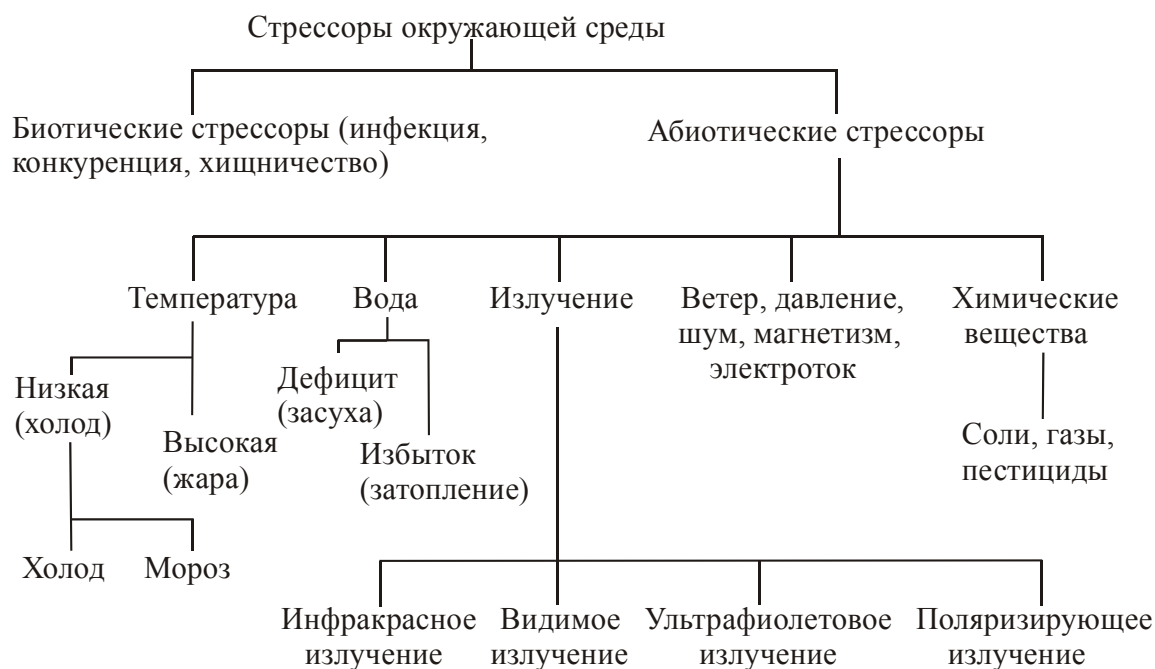 Стрессоры окружающей среды
Биотические стрессоры (инфекция,
конкуренция, хищничество)
Абиотические стрессоры
Температура
Вода
Излучение
Ветер, давление,
шум, магнетизм,
электроток
Химические
вещества
Низкая
(холод)
Высокая
(жара)
Дефицит
(засуха)
Избыток
(затопление)
Соли, газы,
пестициды
Холод
Мороз
Инфракрасное
излучение
Видимое
излучение
Ультрафиолетовое
излучение
Поляризирующее
излучение